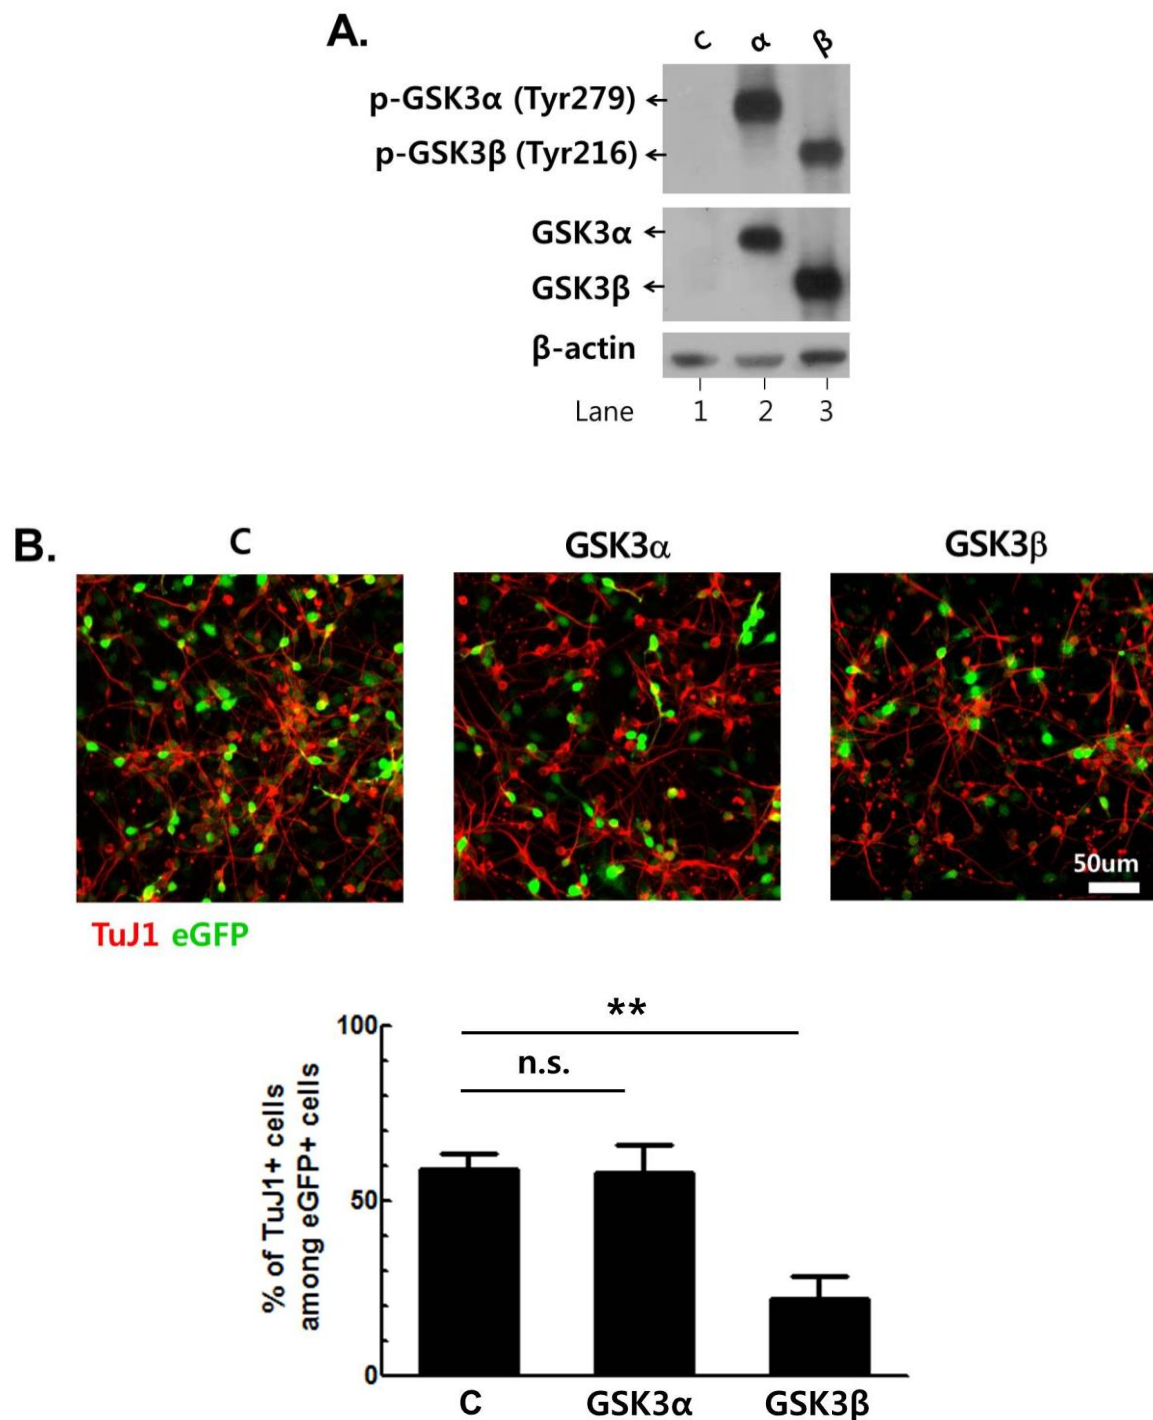 A.
C α β
p-GSK3α (Tyr279)
p-GSK3β (Tyr216)
GSK3α
GSK3β
β-actin
Lane 1 2 3
B.
C GSK3α GSK3β
50um
TuJ1 eGFP
**
n.s.
100
50
0
% of TuJ1+ cells
among eGFP+ cells
C GSK3α GSK3β